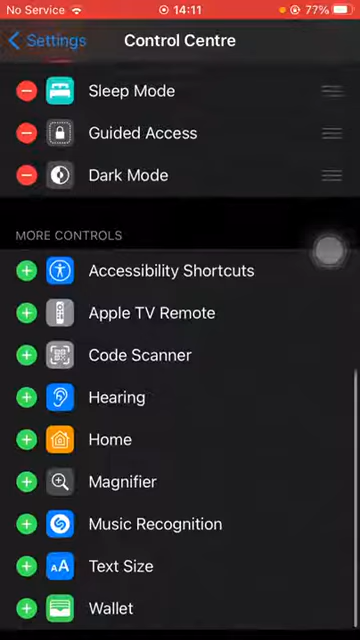 No Service 14:11 77%
Settings Control Centre
Sleep Mode
Guided Access
Dark Mode
MORE CONTROLS
Accessibility Shortcuts
Apple TV Remote
Code Scanner
Hearing
Home
Magnifier
Music Recognition
AA Text Size
Wallet